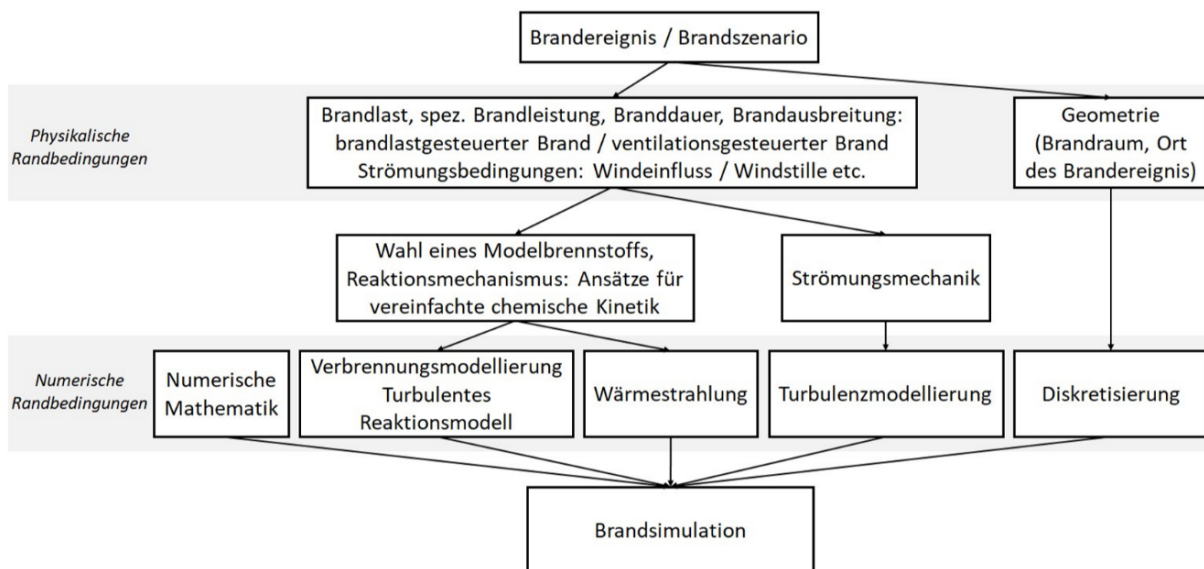 Brandereignis / Brandszenario
Physikalische
Randbedingungen
Brandlast, spez. Brandleistung, Branddauer, Brandausbreitung:
brandlastgesteuerter Brand / ventilationsgesteuerter Brand
Strömungsbedingungen: Windeinfluss / Windstille etc.
Geometrie
(Brandraum, Ort
des Brandereignis)
Wahl eines Modelbrennstoffs,
Reaktionsmechanismus: Ansätze für
vereinfachte chemische Kinetik
Strömungsmechanik
Numerische
Randbedingungen
Numerische
Mathematik
Verbrennungsmodellierung
Turbulentes
Reaktionsmodell
Wärmestrahlung
Turbulenzmodellierung
Diskretisierung
Brandsimulation